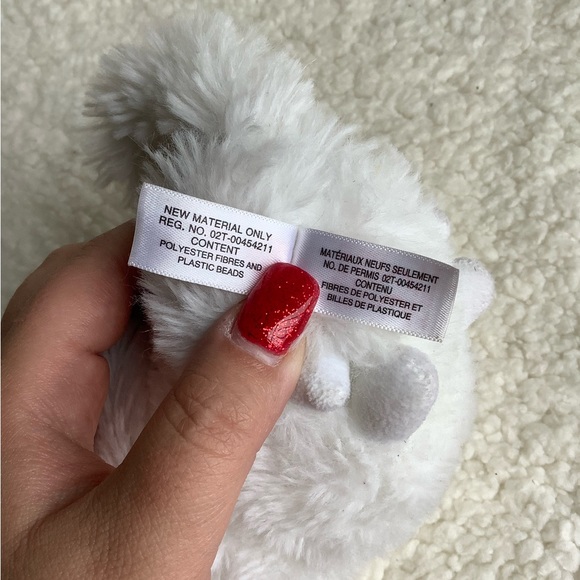 NEW MATERIAL ONLY
REG. NO. 02T-00454211
CONTENT
POLYESTER FIBRES AND
PLASTIC BEADS
MATÉRIAUX NEUFS SEULEMENT
NO. DE PERMIS 02T-00454211
CONTENU
FIBRES DE POLYESTER ET
BILLES DE PLASTIQUE